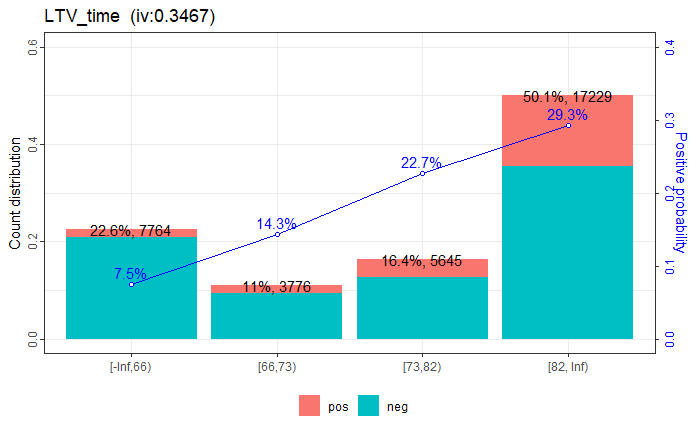 LTV_time  (iv:0.3467)
Count distribution
0.6
0.4
0.2
0.0
Positive probability
0.4
0.3
0.2
0.1
0.0
22.6%, 7764
11%, 3776
16.4%, 5645
50.1%, 17229
7.5%
14.3%
22.7%
29.3%
[-Inf,66)
[66,73)
[73,82)
[82, Inf)
pos
neg